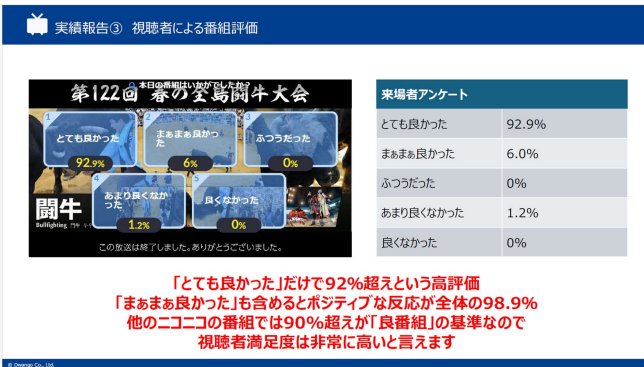 実績報告③ 視聴者による番組評価
本日の番組はいかがでしたか?
第122回 春の全島闘牛大会
1
とても良かった
92.9%
2
まぁまぁ良かっ
た
6%
3
ふつうだった
0%
4
あまり良くなか
った
1.2%
5
良くなかった
0%
闘牛
Bullfighting
この放送は終了しました。ありがとうございました。
来場者アンケート
とても良かった 92.9%
まぁまぁ良かった 6.0%
ふつうだった 0%
あまり良くなかった 1.2%
良くなかった 0%
「とても良かった」だけで92%超えという高評価
「まぁまぁ良かった」も含めるとポジティブな反応が全体の98.9%
他のニコニコの番組では90%超えが「良番組」の基準なので
視聴者満足度は非常に高いと言えます
© Dwango Co., Ltd.